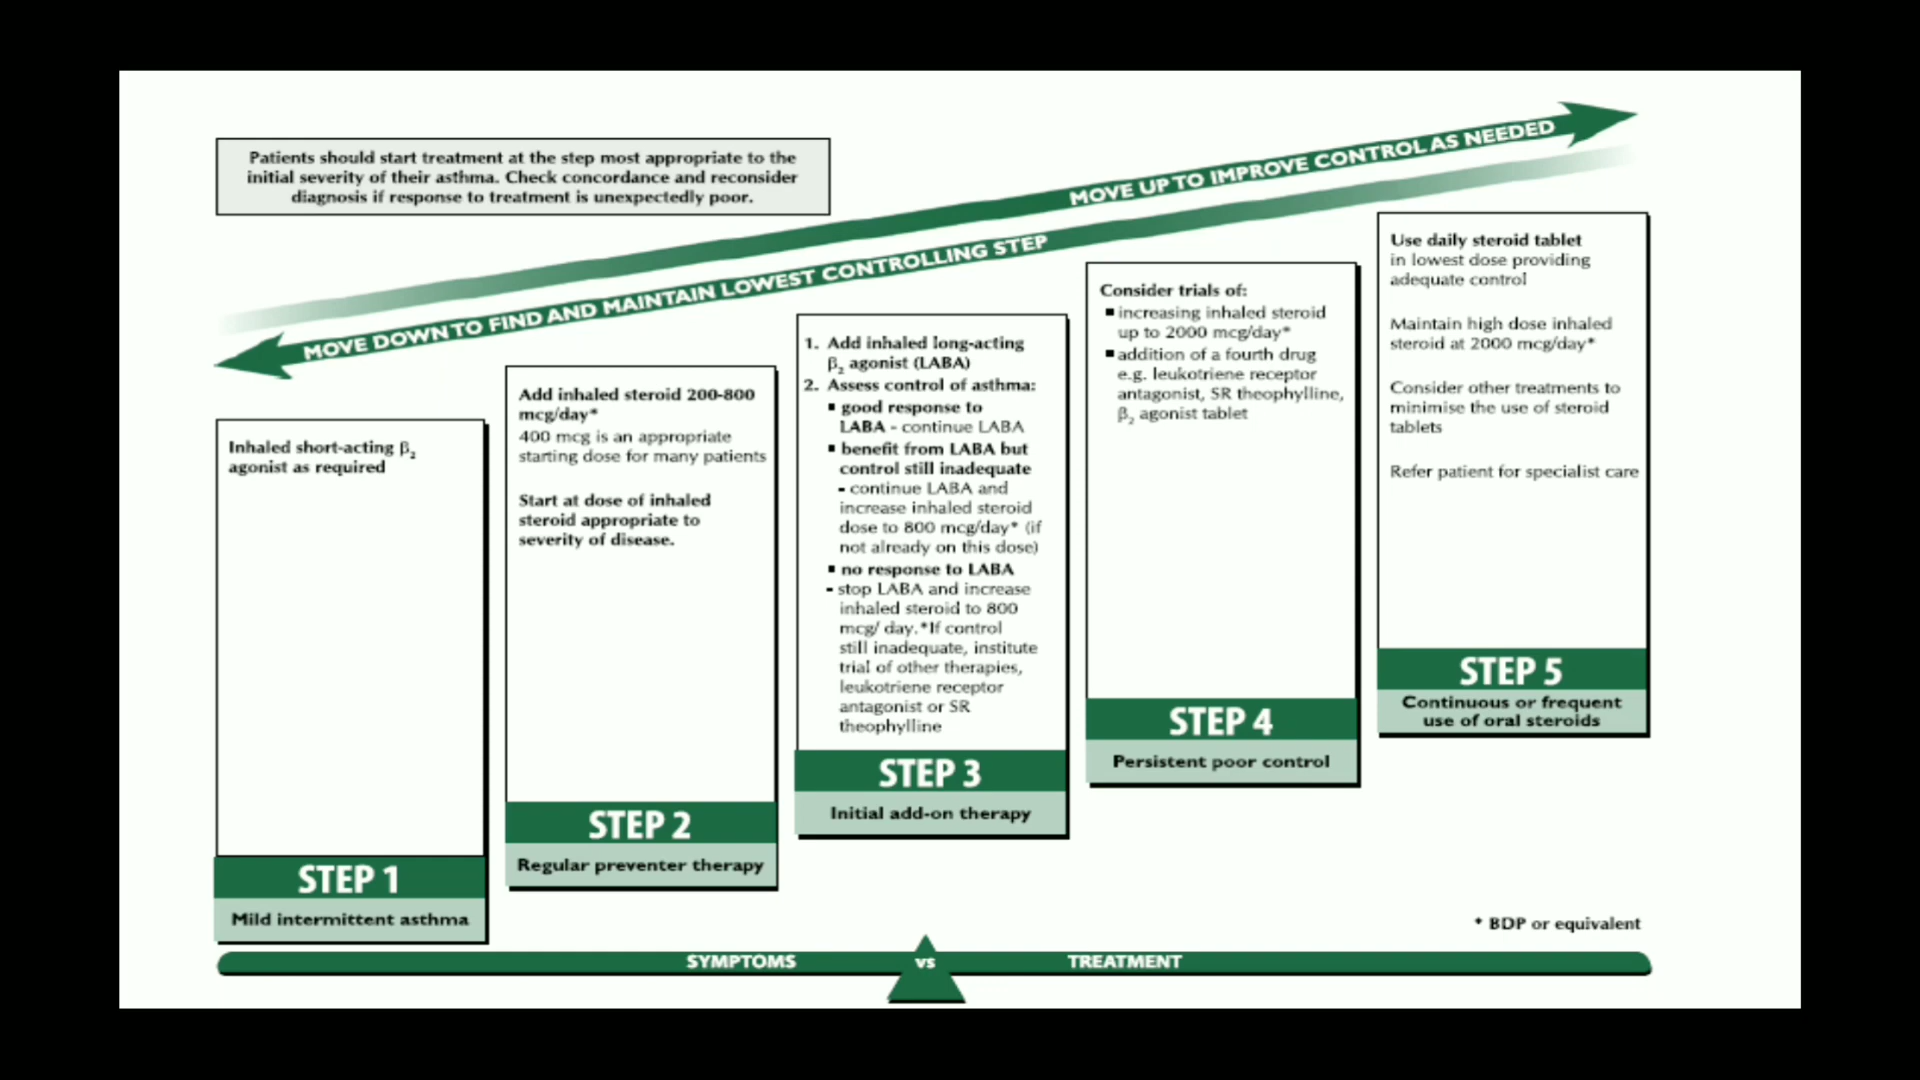 Patients should start treatment at the step most appropriate to the
initial severity of their asthma. Check concordance and reconsider
diagnosis if response to treatment is unexpectedly poor.
MOVE UP TO IMPROVE CONTROL AS NEEDED
MOVE DOWN TO FIND AND MAINTAIN LOWEST CONTROLLING STEP
Inhaled short-acting β₂
agonist as required
STEP 1
Mild intermittent asthma
Add inhaled steroid 200-800
mcg/day*
400 mcg is an appropriate
starting dose for many patients
Start at dose of inhaled
steroid appropriate to
severity of disease.
STEP 2
Regular preventer therapy
1. Add inhaled long-acting
β₂ agonist (LABA)
2. Assess control of asthma:
▪ good response to
LABA - continue LABA
▪ benefit from LABA but
control still inadequate
- continue LABA and
increase inhaled steroid
dose to 800 mcg/day* (if
not already on this dose)
▪ no response to LABA
- stop LABA and increase
inhaled steroid to 800
mcg/ day.*If control
still inadequate, institute
trial of other therapies,
leukotriene receptor
antagonist or SR
theophylline
STEP 3
Initial add-on therapy
Consider trials of:
▪ increasing inhaled steroid
up to 2000 mcg/day*
▪ addition of a fourth drug
e.g. leukotriene receptor
antagonist, SR theophylline,
β₂ agonist tablet
STEP 4
Persistent poor control
Use daily steroid tablet
in lowest dose providing
adequate control
Maintain high dose inhaled
steroid at 2000 mcg/day*
Consider other treatments to
minimise the use of steroid
tablets
Refer patient for specialist care
STEP 5
Continuous or frequent
use of oral steroids
* BDP or equivalent
SYMPTOMS vs TREATMENT